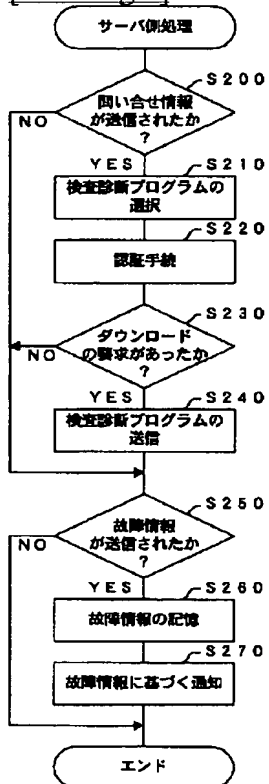 サーバ側処理
S200
問い合せ情報
が送信されたか
?
NO
YES
S210
検査診断プログラムの
選択
S220
認証手続
S230
ダウンロード
の要求があったか
?
NO
YES
S240
検査診断プログラムの
送信
S250
故障情報
が送信されたか
?
NO
YES
S260
故障情報の記憶
S270
故障情報に基づく通知
エンド